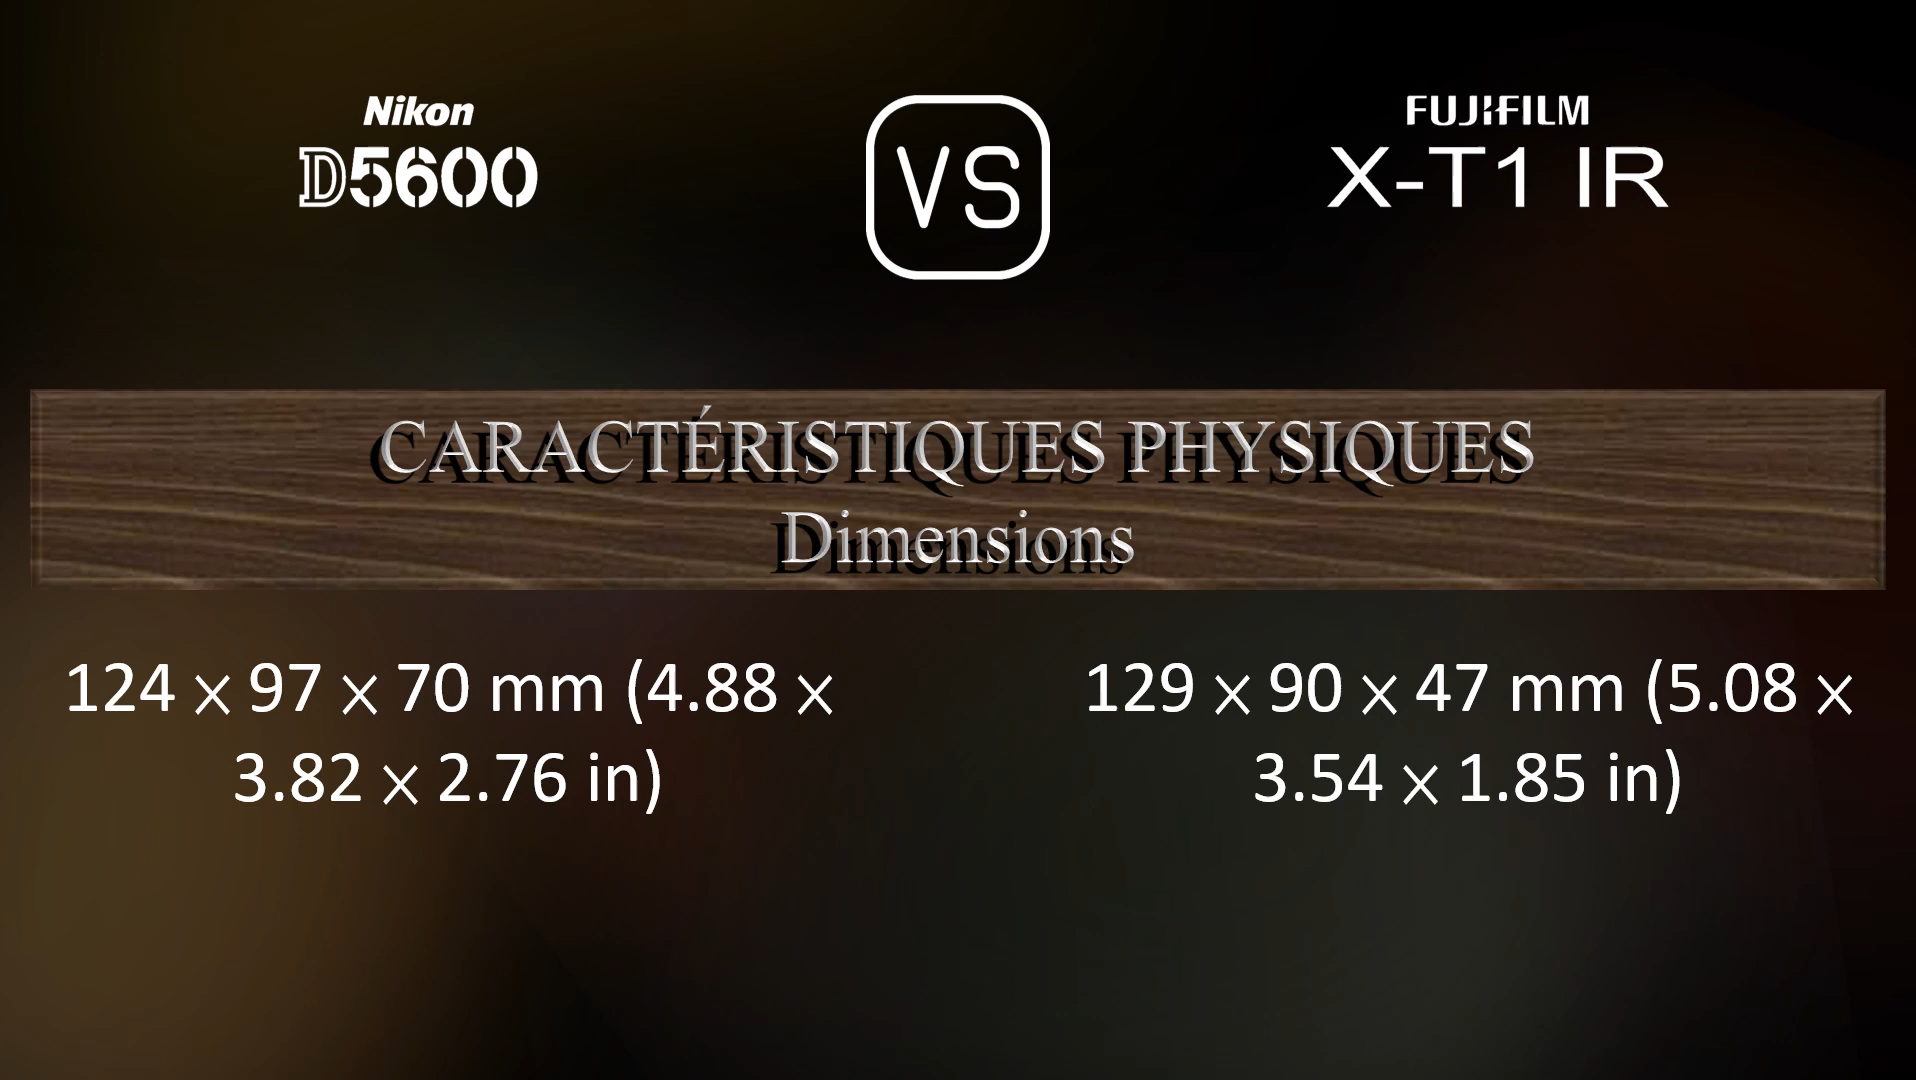 Nikon
D5600
VS
FUJIFILM
X-T1 IR
CARACTÉRISTIQUES PHYSIQUES
Dimensions
124 x 97 x 70 mm (4.88 x
3.82 x 2.76 in)
129 x 90 x 47 mm (5.08 x
3.54 x 1.85 in)